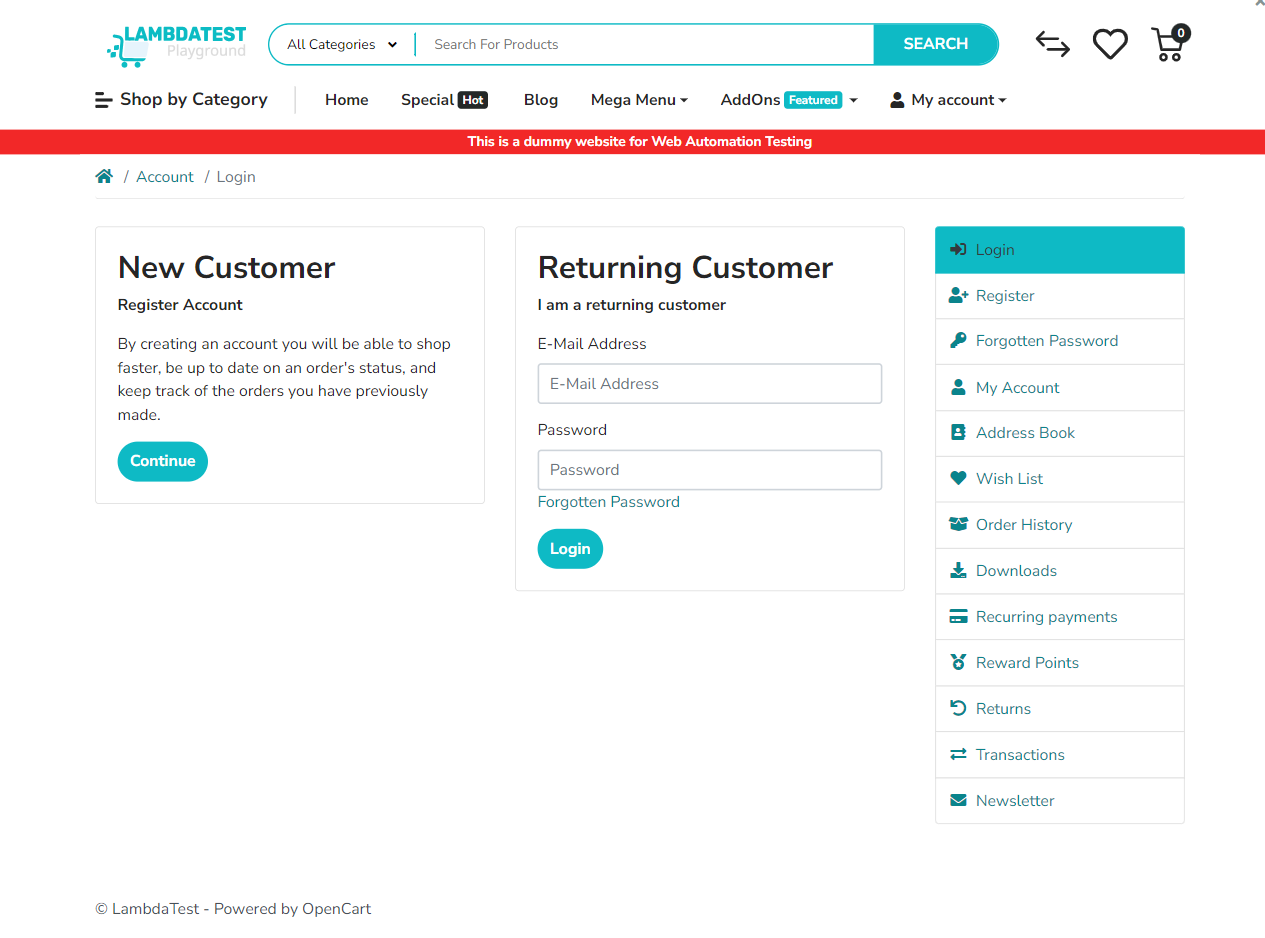 LAMBDATEST
Playground
All Categories
Search For Products
SEARCH
0
Shop by Category
Home
Special Hot
Blog
Mega Menu
AddOns Featured
My account
This is a dummy website for Web Automation Testing
/ Account / Login
New Customer
Register Account
By creating an account you will be able to shop
faster, be up to date on an order's status, and
keep track of the orders you have previously
made.
Continue
Returning Customer
I am a returning customer
E-Mail Address
E-Mail Address
Password
Password
Forgotten Password
Login
Login
Register
Forgotten Password
My Account
Address Book
Wish List
Order History
Downloads
Recurring payments
Reward Points
Returns
Transactions
Newsletter
© LambdaTest - Powered by OpenCart